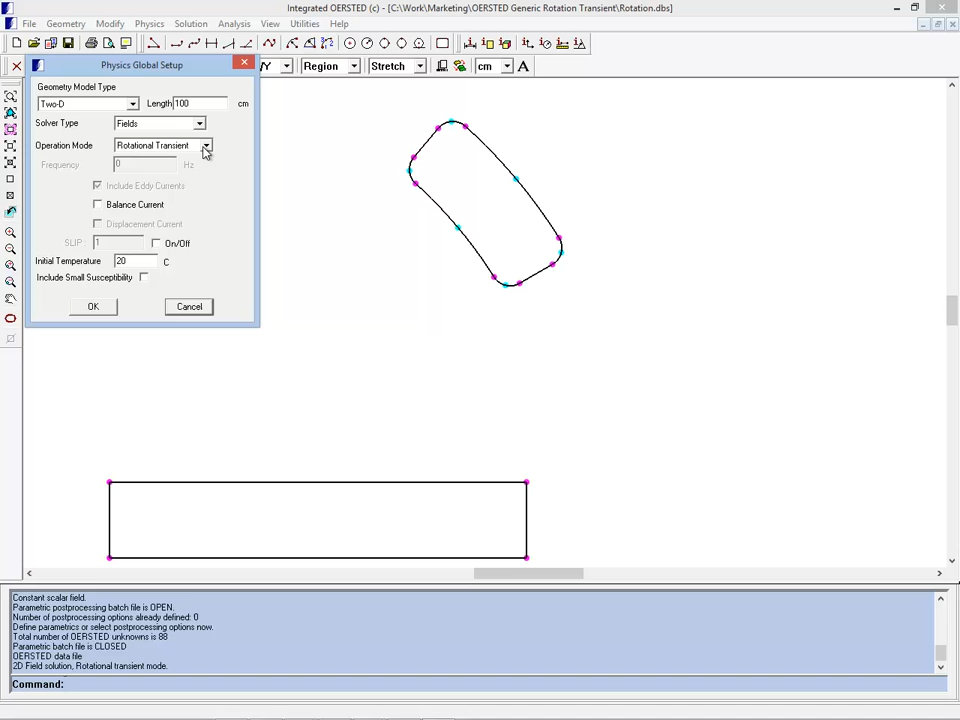 Integrated OERSTED (c) - [C:\Work\Marketing\OERSTED Generic Rotation Transient\Rotation.dbs]
File Geometry Modify Physics Solution Analysis View Utilities Help
/Y Region Stretch cm A
Physics Global Setup
Geometry Model Type
Two-D Length 100 cm
Solver Type Fields
Operation Mode Rotational Transient
Frequency 0 Hz
Include Eddy Currents
Balance Current
Displacement Current
SLIP: 1 On/Off
Initial Temperature 20 C
Include Small Susceptibility
OK Cancel
Constant scalar field.
Parametric postprocessing batch file is OPEN.
Number of postprocessing options already defined: 0
Define parametrics or select postprocessing options now.
Total number of OERSTED unknowns is 88
Parametric batch file is CLOSED
OERSTED data file
2D Field solution, Rotational transient mode.
Command: